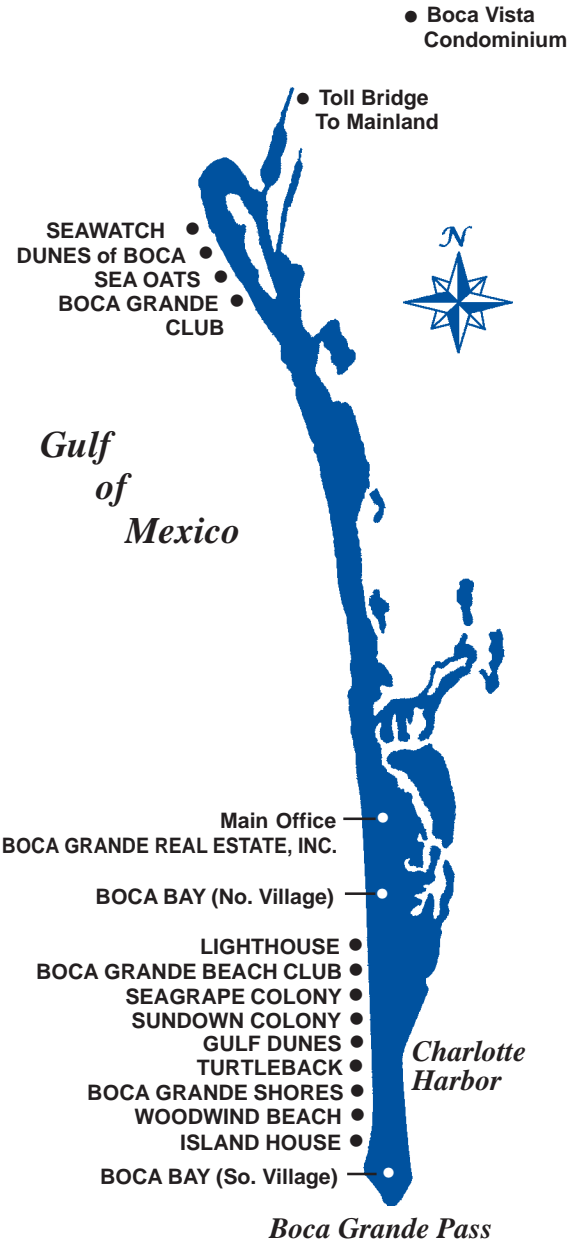 Boca Vista
Condominium
Toll Bridge
To Mainland
SEAWATCH
DUNES of BOCA
SEA OATS
BOCA GRANDE
CLUB
N
Gulf
of
Mexico
Main Office
BOCA GRANDE REAL ESTATE, INC.
BOCA BAY (No. Village)
LIGHTHOUSE
BOCA GRANDE BEACH CLUB
SEAGRAPE COLONY
SUNDOWN COLONY
GULF DUNES
TURTLEBACK
BOCA GRANDE SHORES
WOODWIND BEACH
ISLAND HOUSE
Charlotte
Harbor
BOCA BAY (So. Village)
Boca Grande Pass